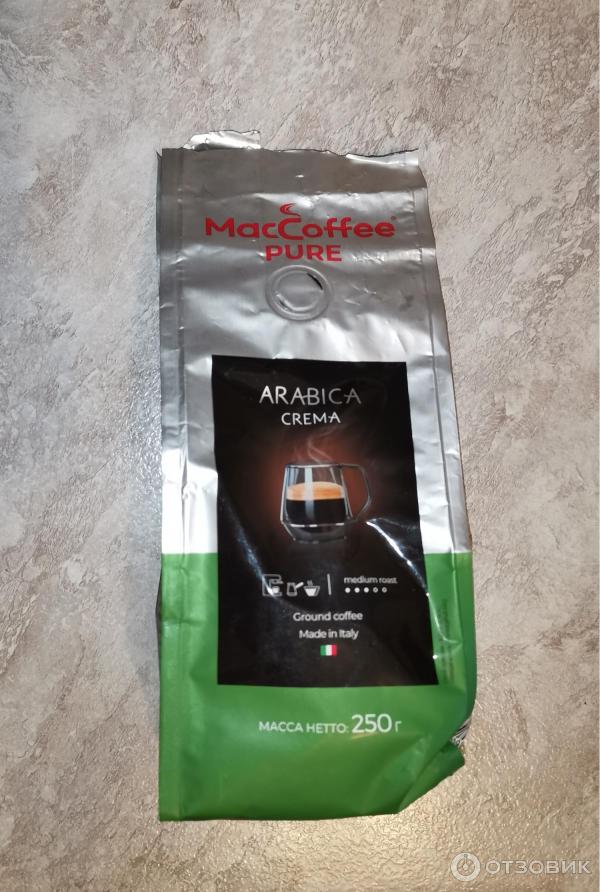 MacCoffee®
PURE
ARABICA
CREMA
medium roast
Ground coffee
Made in Italy
МАССА НЕТТО: 250 г
ОТЗОВИК